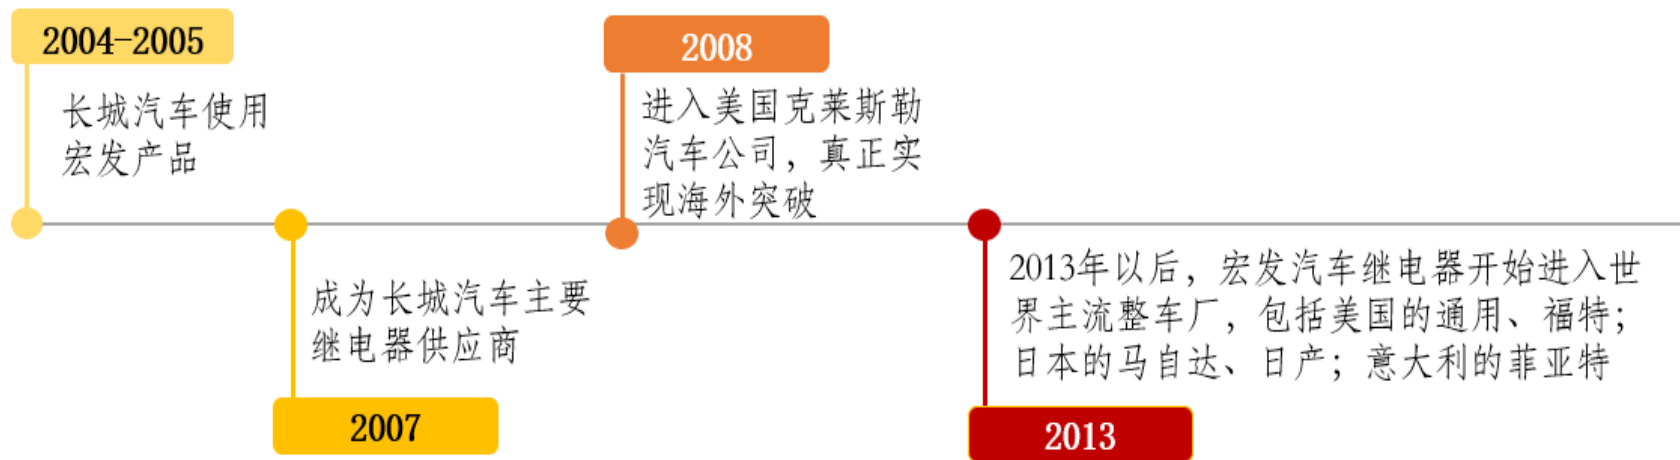 2004-2005
长城汽车使用
宏发产品
2007
成为长城汽车主要
继电器供应商
2008
进入美国克莱斯勒
汽车公司，真正实
现海外突破
2013
2013年以后，宏发汽车继电器开始进入世
界主流整车厂，包括美国的通用、福特；
日本的马自达、日产；意大利的菲亚特